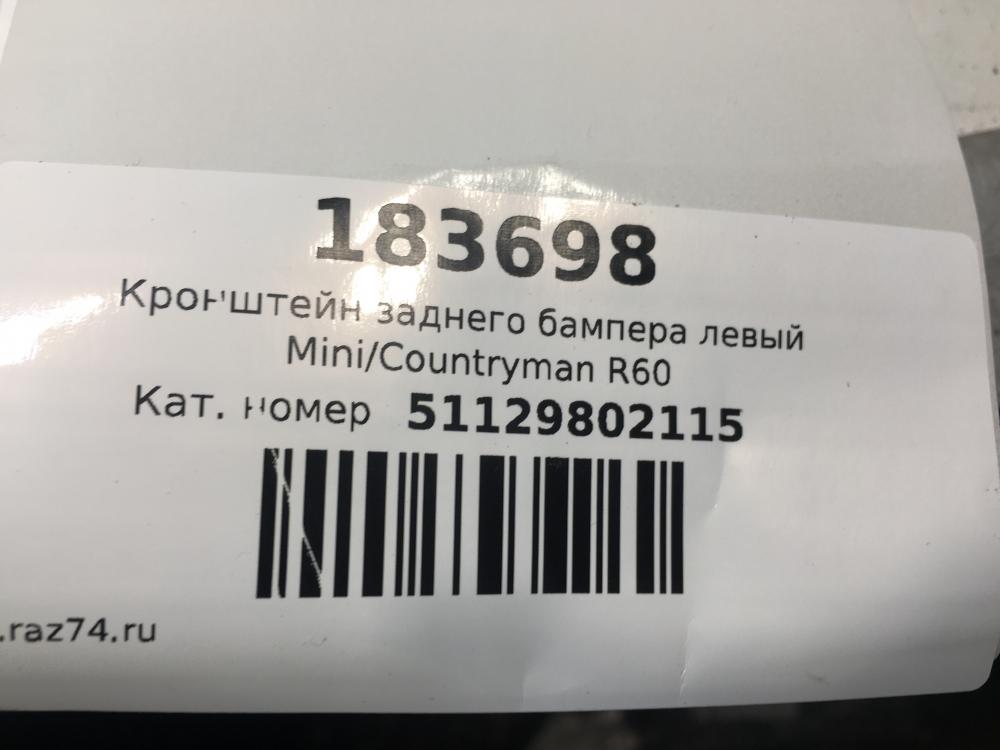 183698
Кронштейн заднего бампера левый
Mini/Countryman R60
Кат. номер 51129802115
.raz74.ru